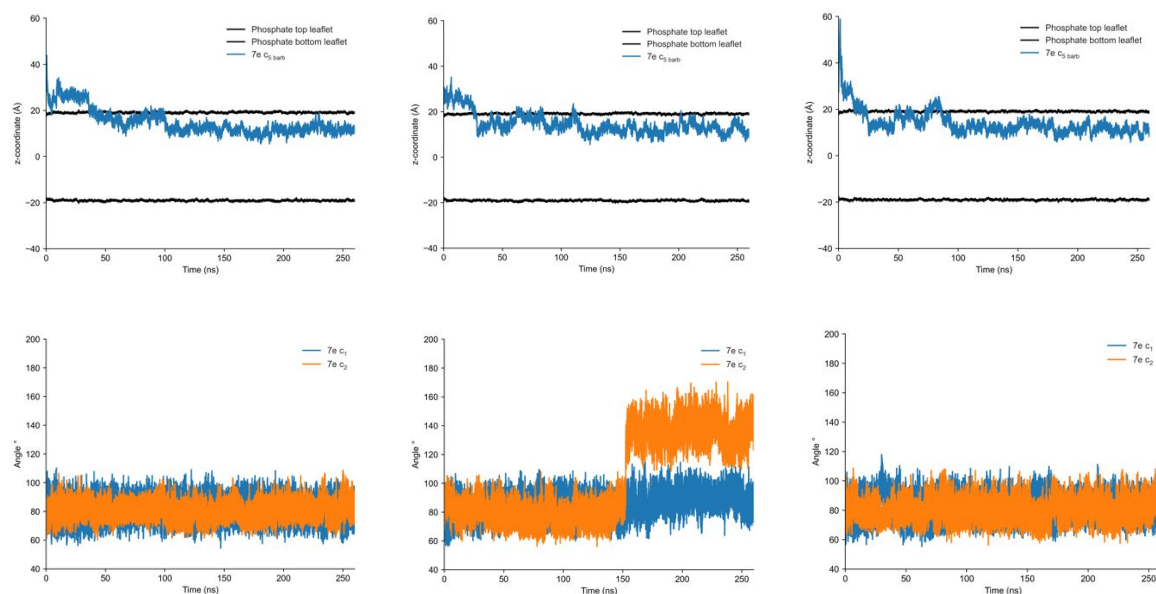 60
40
20
0
−20
−40
z-coordinate (Å)
Phosphate top leaflet
Phosphate bottom leaflet
7e c5 barb
0 50 100 150 200 250
Time (ns)
60
40
20
0
−20
−40
z-coordinate (Å)
Phosphate top leaflet
Phosphate bottom leaflet
7e c5 barb
0 50 100 150 200 250
Time (ns)
60
40
20
0
−20
−40
z-coordinate (Å)
Phosphate top leaflet
Phosphate bottom leaflet
7e c5 barb
0 50 100 150 200 250
Time (ns)
200
180
160
140
120
100
80
60
40
Angle °
7e c1
7e c2
0 50 100 150 200 250
Time (ns)
200
180
160
140
120
100
80
60
40
Angle °
7e c1
7e c2
0 50 100 150 200 250
Time (ns)
200
180
160
140
120
100
80
60
40
Angle °
7e c1
7e c2
0 50 100 150 200 250
Time (ns)